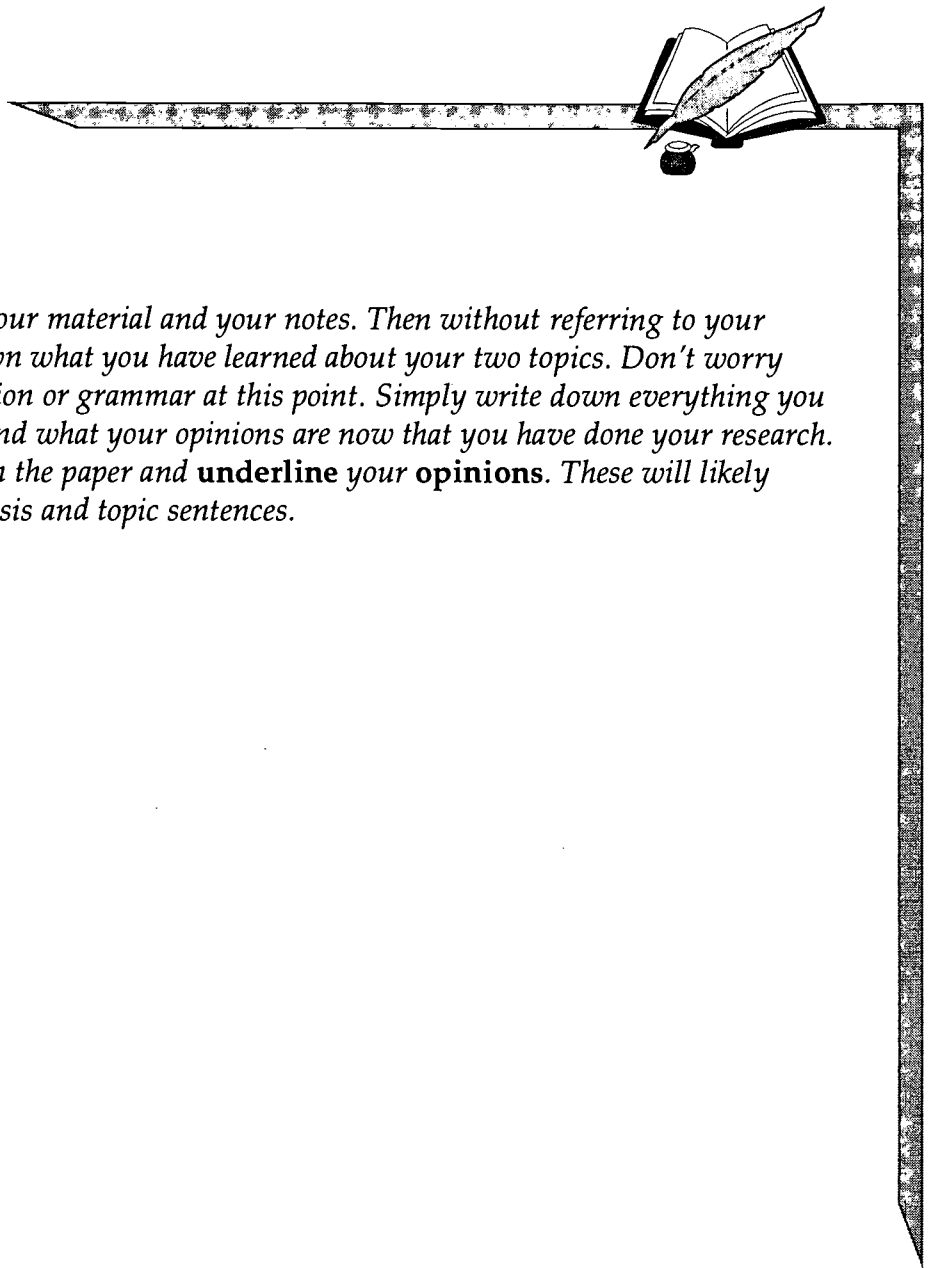 our material and your notes. Then without referring to your
on what you have learned about your two topics. Don't worry
ion or grammar at this point. Simply write down everything you
nd what your opinions are now that you have done your research.
the paper and underline your opinions. These will likely
sis and topic sentences.